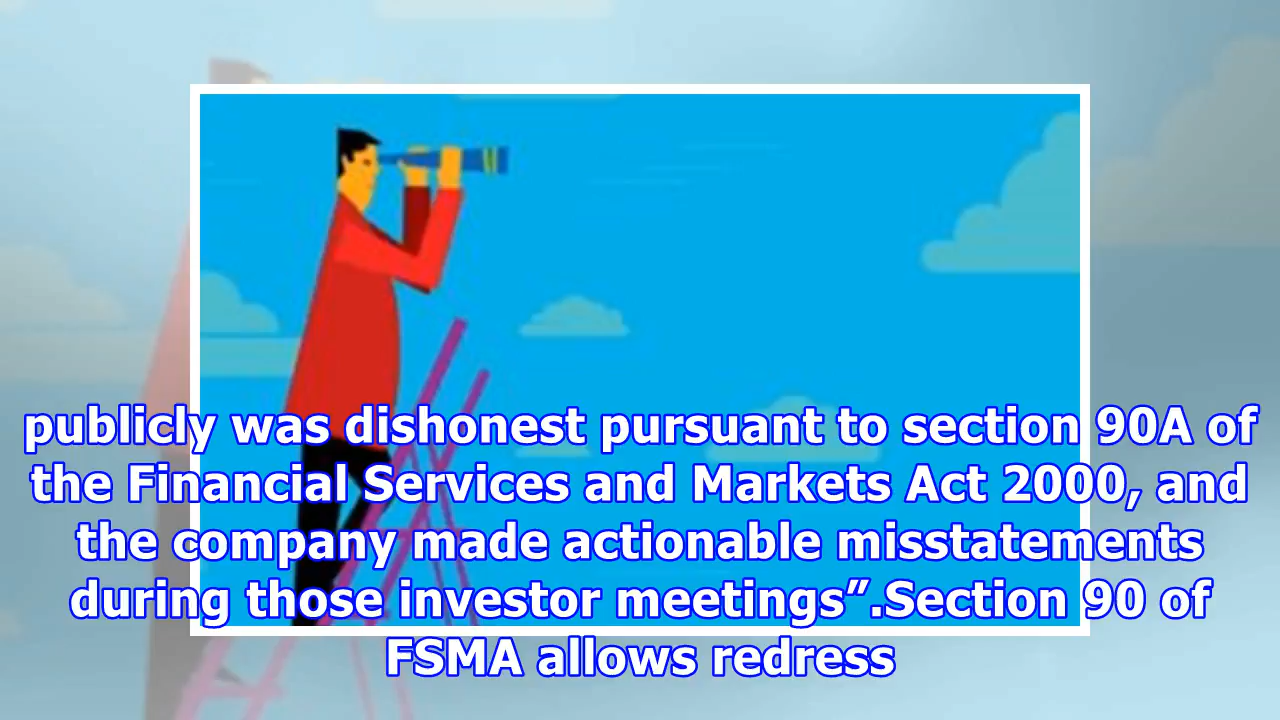 publicly was dishonest pursuant to section 90A of
the Financial Services and Markets Act 2000, and
the company made actionable misstatements
during those investor meetings”.Section 90 of
FSMA allows redress